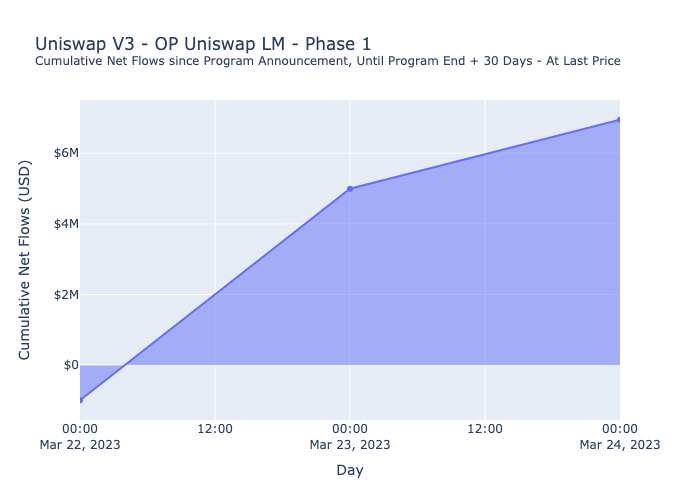 Uniswap V3 - OP Uniswap LM - Phase 1
Cumulative Net Flows since Program Announcement, Until Program End + 30 Days - At Last Price
Cumulative Net Flows (USD)
$6M
$4M
$2M
$0
00:00 12:00 00:00 12:00 00:00
Mar 22, 2023 Mar 23, 2023 Mar 24, 2023
Day